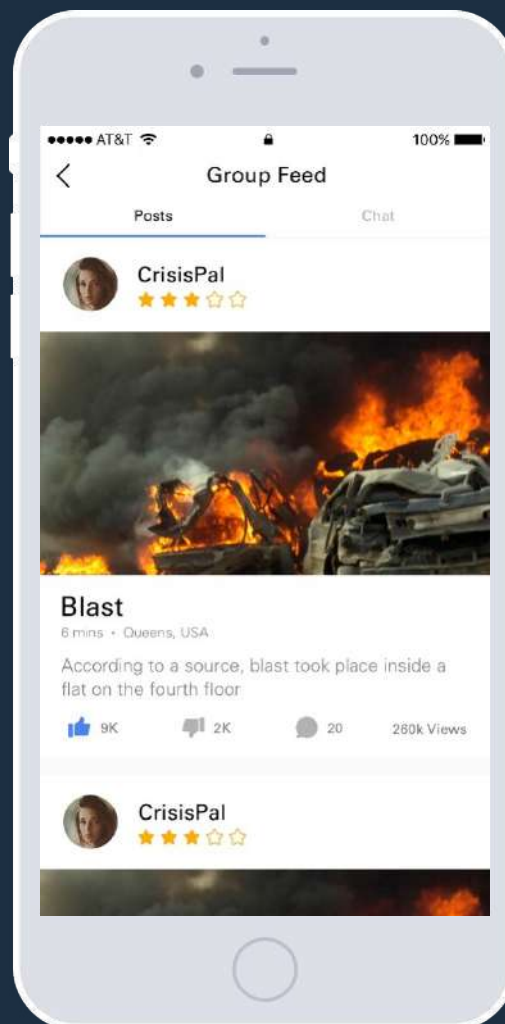 AT&T 100%
Group Feed
Posts Chat
CrisisPal
Blast
6 mins • Queens, USA
According to a source, blast took place inside a
flat on the fourth floor
9K 2K 20 260k Views
CrisisPal